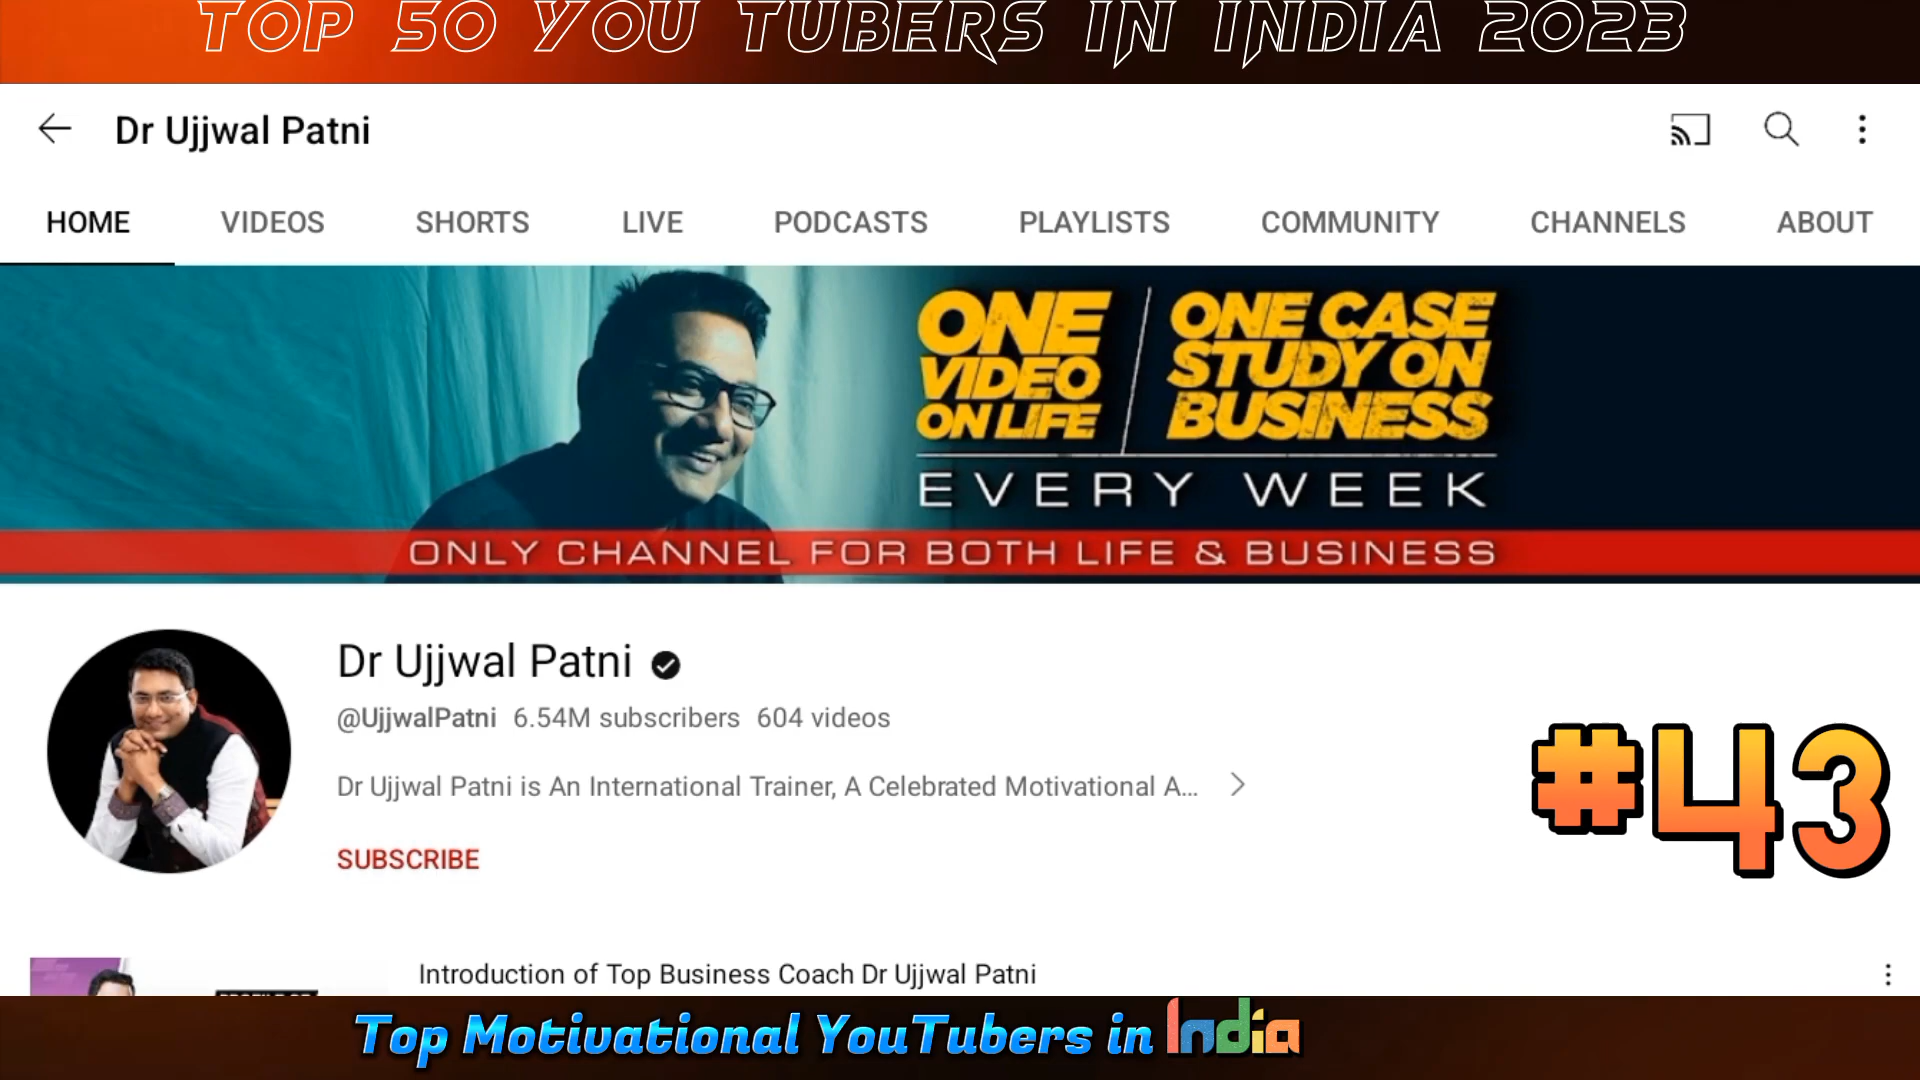 TOP 50 YOU TUBERS IN INDIA 2023
Dr Ujjwal Patni
HOME VIDEOS SHORTS LIVE PODCASTS PLAYLISTS COMMUNITY CHANNELS ABOUT
ONE
VIDEO
ON LIFE
ONE CASE
STUDY ON
BUSINESS
EVERY WEEK
ONLY CHANNEL FOR BOTH LIFE & BUSINESS
Dr Ujjwal Patni
@UjjwalPatni 6.54M subscribers 604 videos
Dr Ujjwal Patni is An International Trainer, A Celebrated Motivational A...
SUBSCRIBE
#43
Introduction of Top Business Coach Dr Ujjwal Patni
Top Motivational YouTubers in India